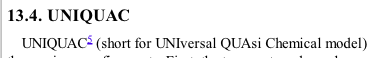 13.4. UNIQUAC
UNIQUAC5 (short for UNIversal QUAsi Chemical model)